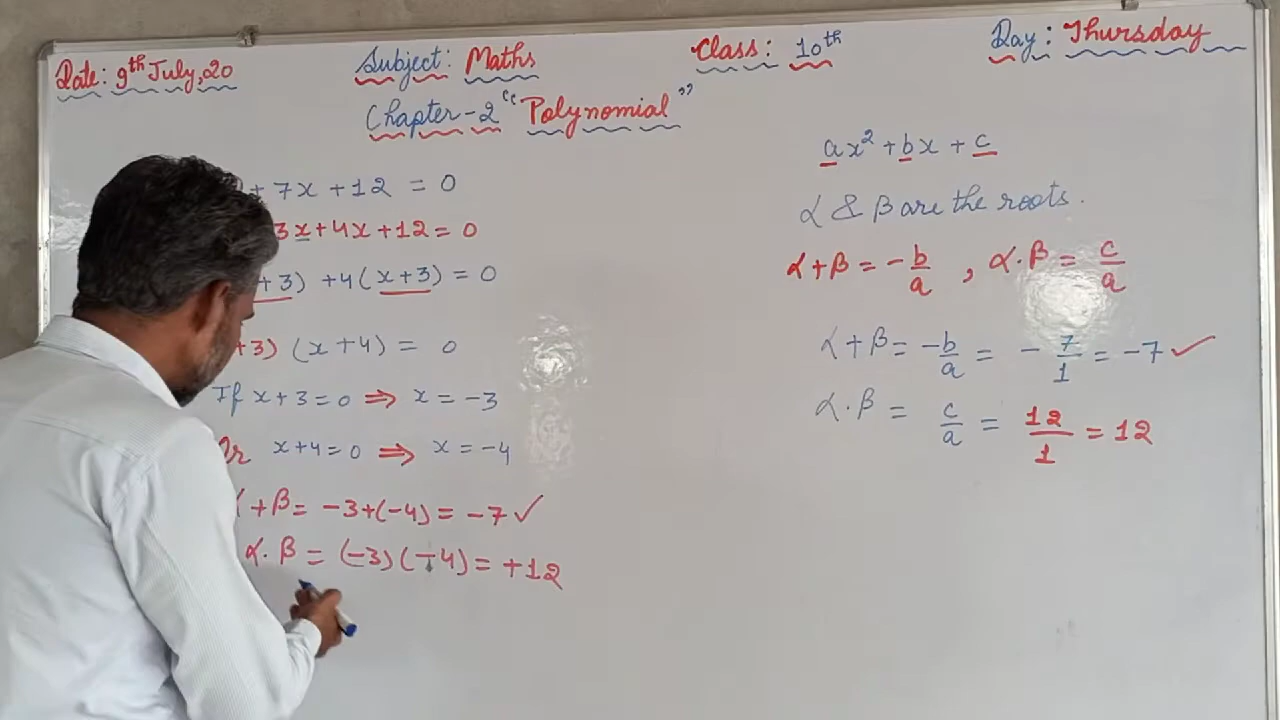 Date: 9th July,20 Subject: Maths Class: 10th Day: Thursday
Chapter-2 "Polynomial"
+ 7x + 12 = 0
3x + 4x + 12 = 0
+ 3) + 4(x+3) = 0
+3) (x+4) = 0
If x+3=0 ⇒ x = -3
Or x+4=0 ⇒ x = -4
α + β = -3+(-4) = -7 ✓
α . β = (-3)(-4) = +12
ax² + bx + c
α & β are the roots.
α+β = -b/a , α.β = c/a
α+β = -b/a = -7/1 = -7 ✓
α.β = c/a = 12/1 = 12